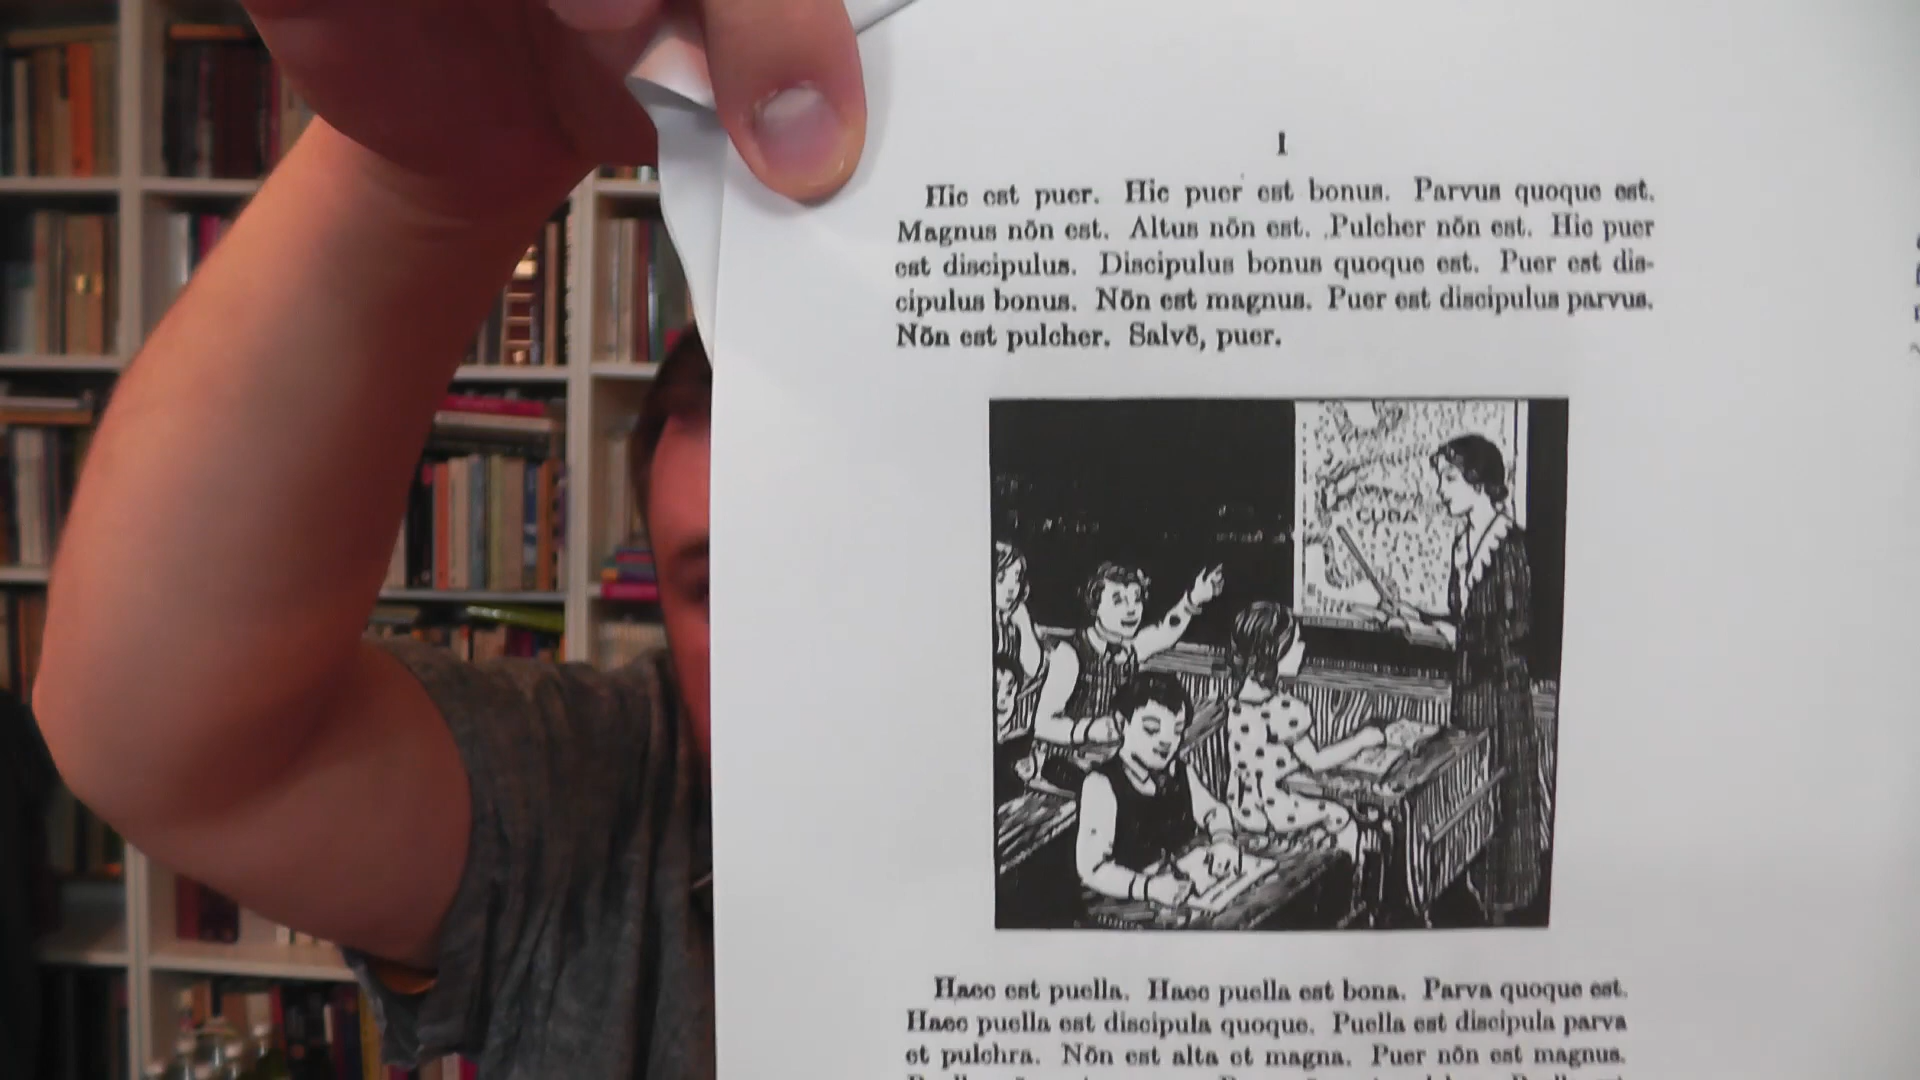 I
Hic est puer. Hic puer est bonus. Parvus quoque est.
Magnus nōn est. Altus nōn est. Pulcher nōn est. Hic puer
est discipulus. Discipulus bonus quoque est. Puer est dis-
cipulus bonus. Nōn est magnus. Puer est discipulus parvus.
Nōn est pulcher. Salvē, puer.
CUBA
Haec est puella. Haec puella est bona. Parva quoque est.
Haec puella est discipula quoque. Puella est discipula parva
et pulchra. Nōn est alta et magna. Puer nōn est magnus.